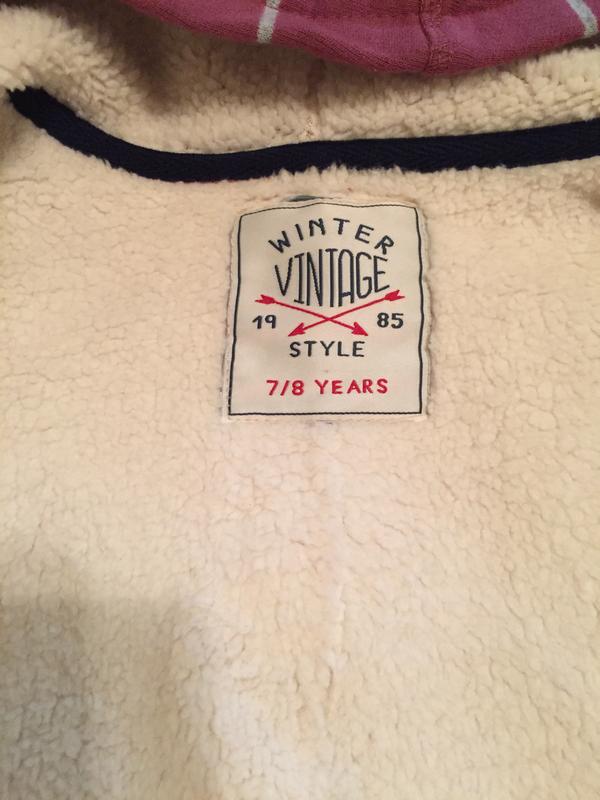 WINTER
VINTAGE
19 85
STYLE
7/8 YEARS